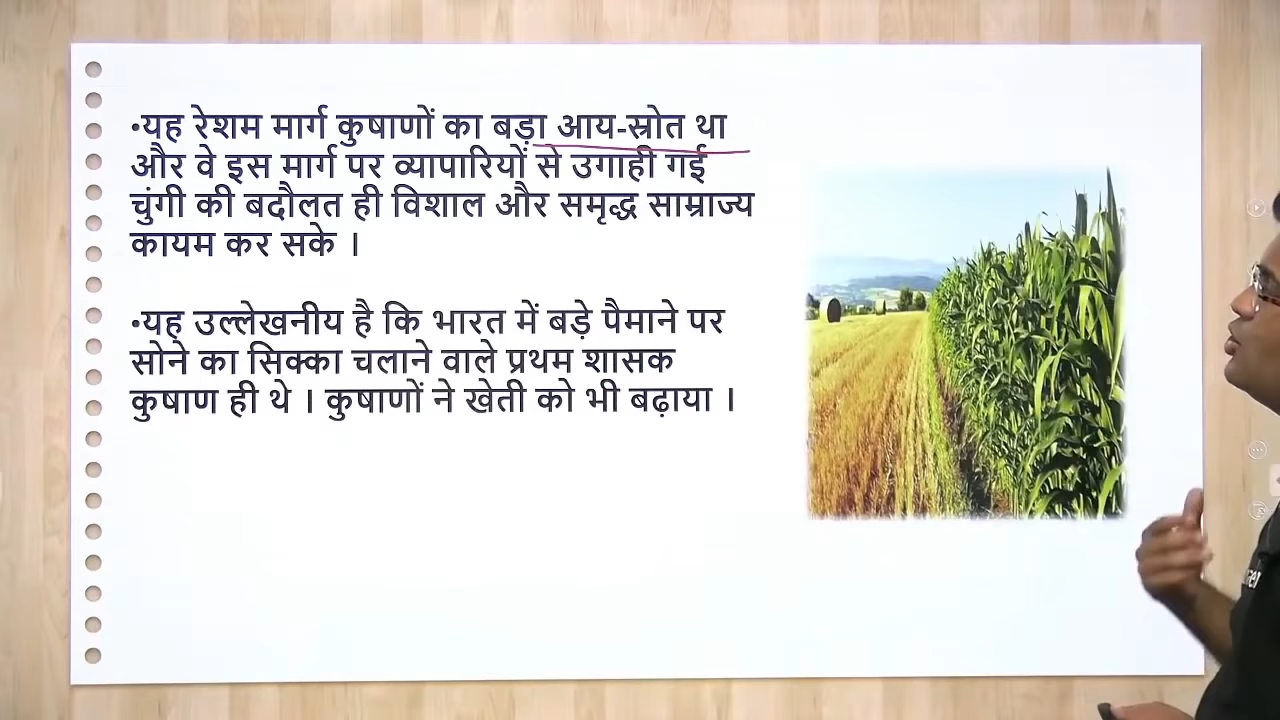 •यह रेशम मार्ग कुषाणों का बड़ा आय-स्रोत था
और वे इस मार्ग पर व्यापारियों से उगाही गई
चुंगी की बदौलत ही विशाल और समृद्ध साम्राज्य
कायम कर सके ।
•यह उल्लेखनीय है कि भारत में बड़े पैमाने पर
सोने का सिक्का चलाने वाले प्रथम शासक
कुषाण ही थे । कुषाणों ने खेती को भी बढ़ाया ।